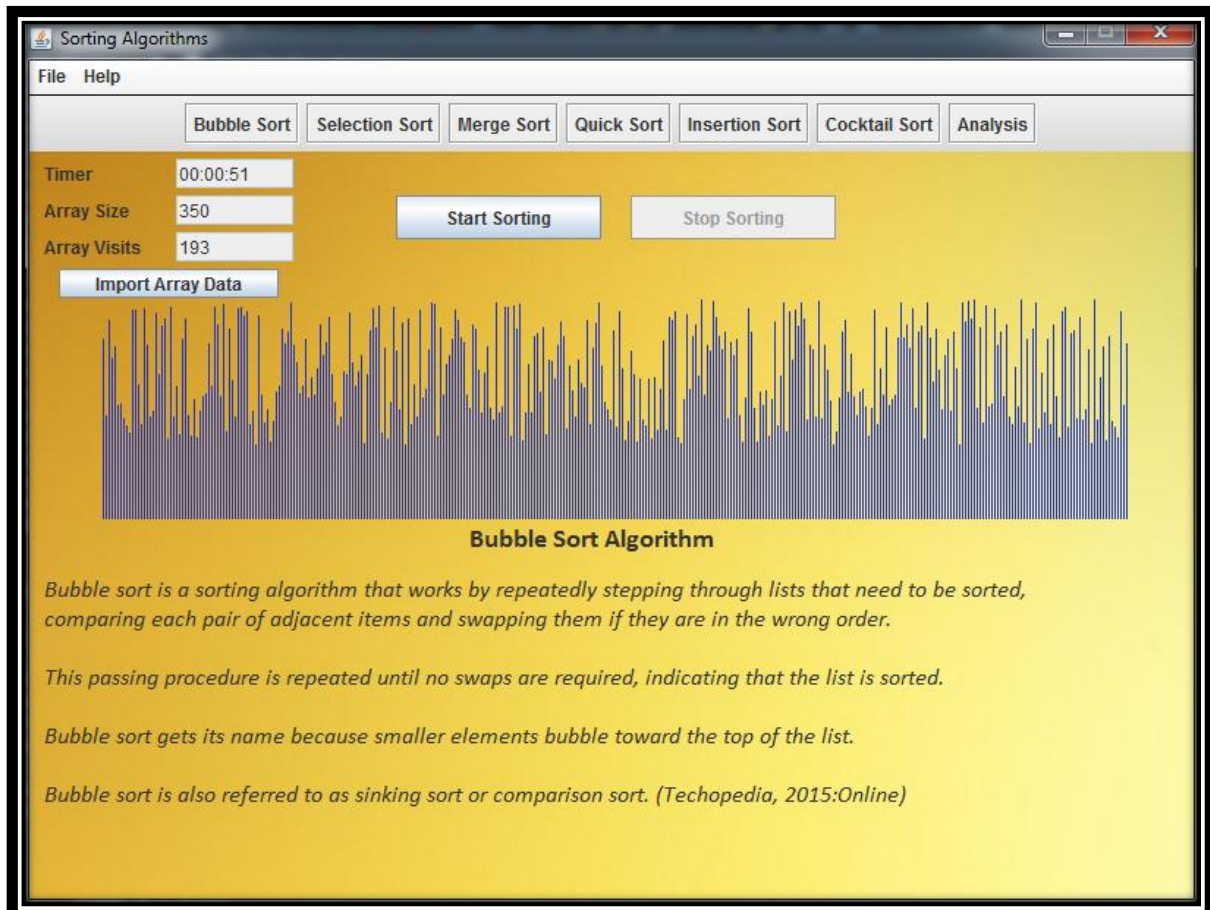 Sorting Algorithms
File Help
Bubble Sort Selection Sort Merge Sort Quick Sort Insertion Sort Cocktail Sort Analysis
Timer 00:00:51
Array Size 350
Start Sorting Stop Sorting
Array Visits 193
Import Array Data
Bubble Sort Algorithm
Bubble sort is a sorting algorithm that works by repeatedly stepping through lists that need to be sorted,
comparing each pair of adjacent items and swapping them if they are in the wrong order.
This passing procedure is repeated until no swaps are required, indicating that the list is sorted.
Bubble sort gets its name because smaller elements bubble toward the top of the list.
Bubble sort is also referred to as sinking sort or comparison sort. (Techopedia, 2015:Online)